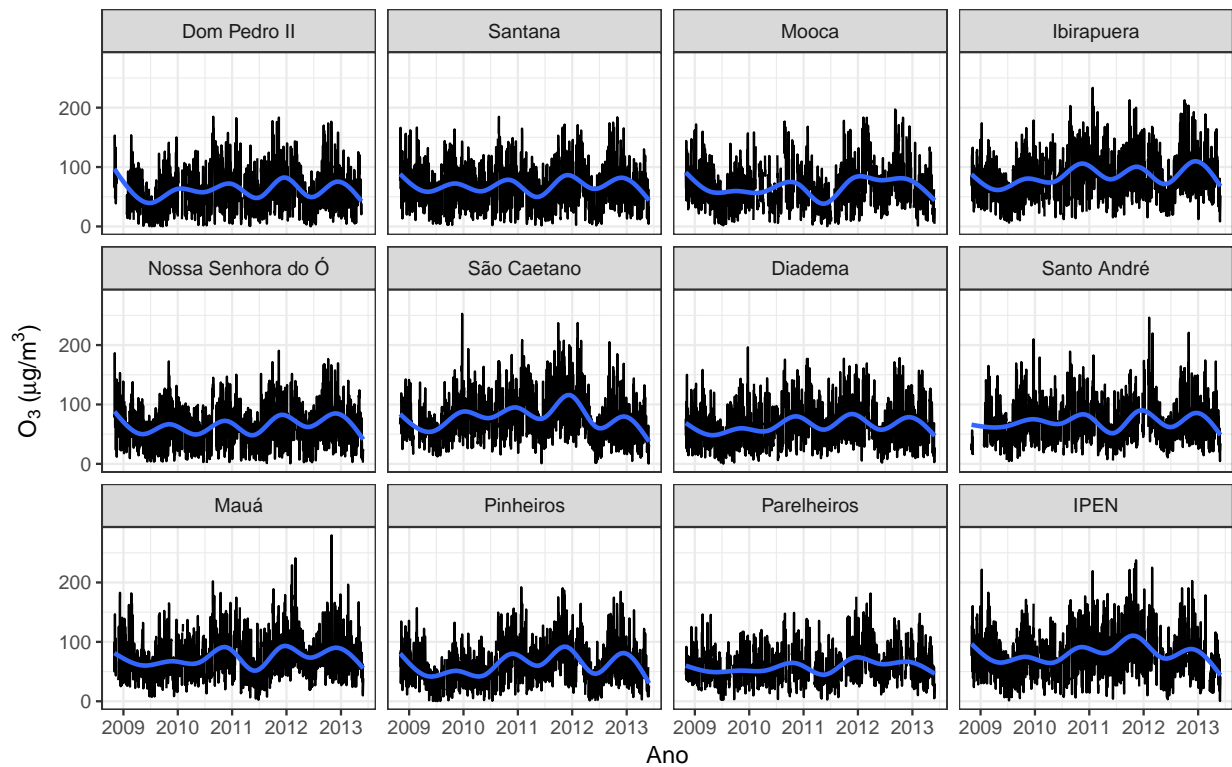 Dom Pedro II Santana Mooca Ibirapuera
200
100
0
Nossa Senhora do Ó São Caetano Diadema Santo André
O₃ (μg/m³)
200
100
0
Mauá Pinheiros Parelheiros IPEN
200
100
0
2009 2010 2011 2012 2013 2009 2010 2011 2012 2013 2009 2010 2011 2012 2013 2009 2010 2011 2012 2013
Ano